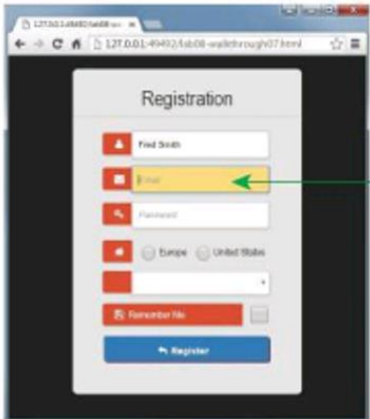 127.0.0.1:49492/lab08-walkthrough07.html
Registration
Fred Smith
Email
Password
Europe United States
Remember Me
Register